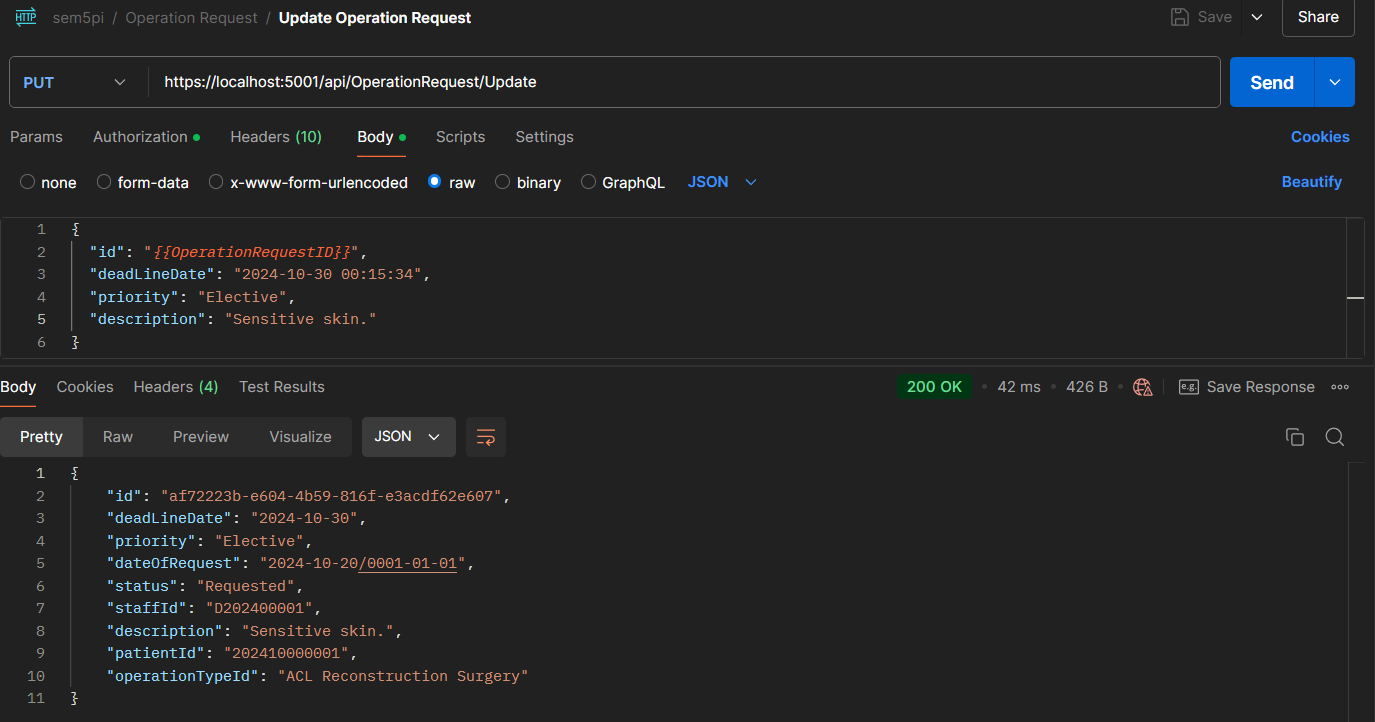 HTTP sem5pi / Operation Request / Update Operation Request Save Share
PUT https://localhost:5001/api/OperationRequest/Update Send
Params Authorization Headers (10) Body Scripts Settings Cookies
none form-data x-www-form-urlencoded raw binary GraphQL JSON Beautify
1 {
2 "id": "{{OperationRequestID}}",
3 "deadLineDate": "2024-10-30 00:15:34",
4 "priority": "Elective",
5 "description": "Sensitive skin."
6 }
Body Cookies Headers (4) Test Results 200 OK 42 ms 426 B e.g. Save Response
Pretty Raw Preview Visualize JSON
1 {
2 "id": "af72223b-e604-4b59-816f-e3acdf62e607",
3 "deadLineDate": "2024-10-30",
4 "priority": "Elective",
5 "dateOfRequest": "2024-10-20/0001-01-01",
6 "status": "Requested",
7 "staffId": "D202400001",
8 "description": "Sensitive skin.",
9 "patientId": "202410000001",
10 "operationTypeId": "ACL Reconstruction Surgery"
11 }